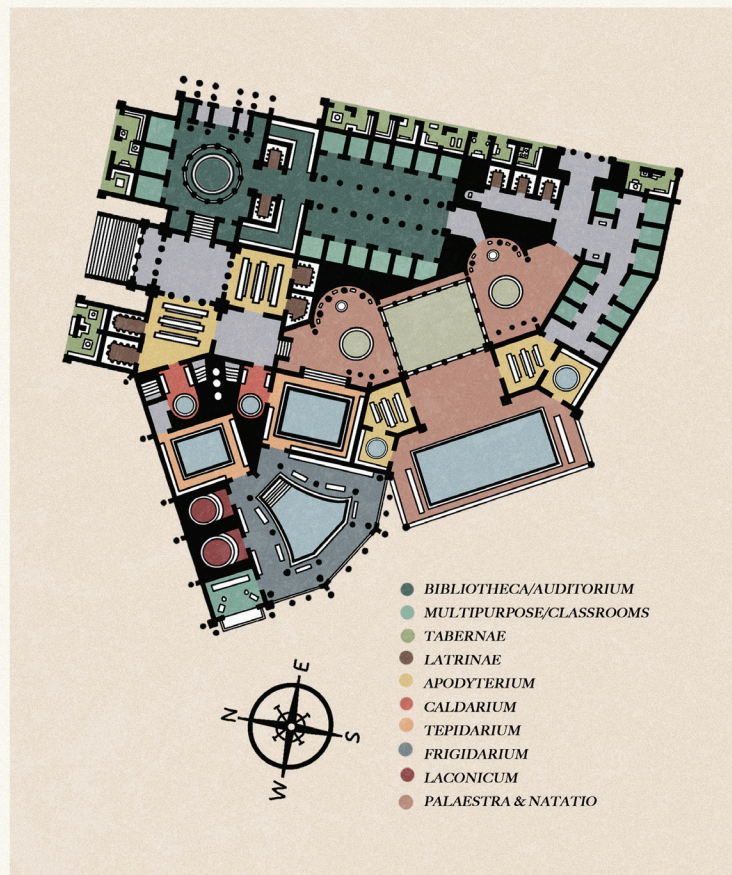 BIBLIOTHECA/AUDITORIUM
MULTIPURPOSE/CLASSROOMS
TABERNAE
LATRINAE
APODYTERIUM
CALDARIUM
TEPIDARIUM
FRIGIDARIUM
LACONICUM
PALAESTRA & NATATIO
E
N
S
W